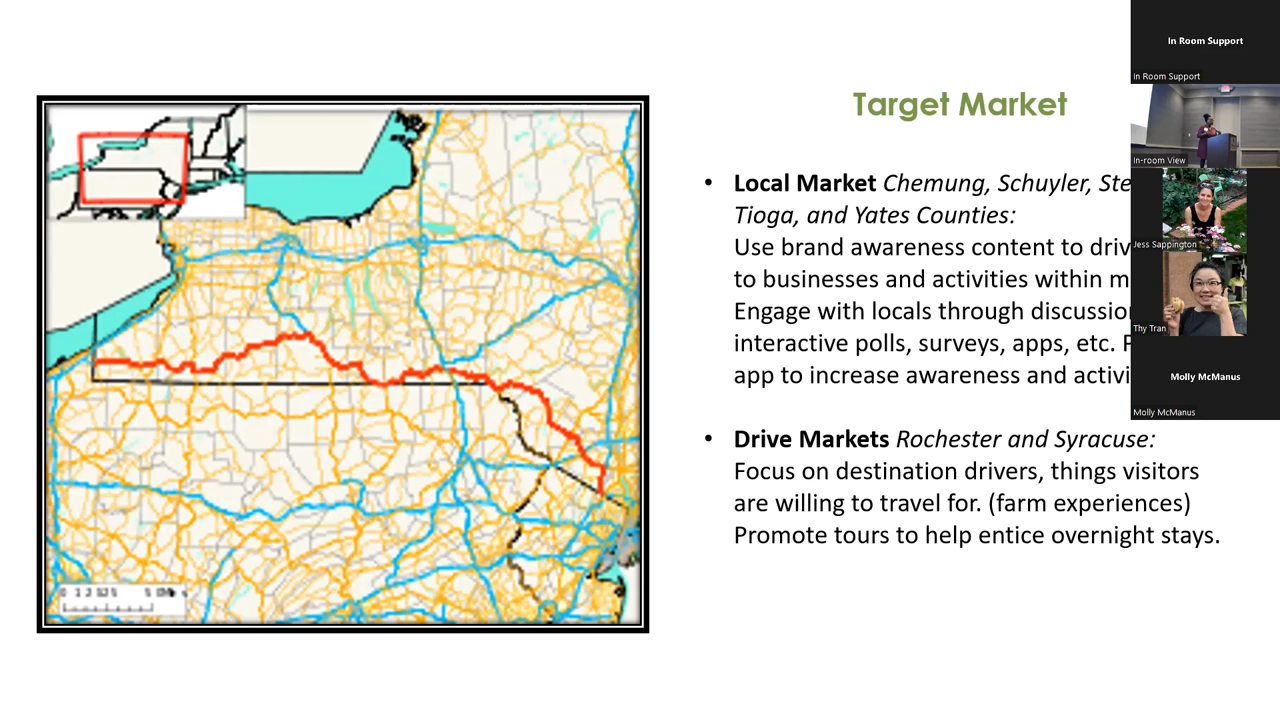 Target Market
• Local Market Chemung, Schuyler,
Tioga, and Yates Counties:
Use brand awareness content to
to businesses and activities within
Engage with locals through
interactive polls, surveys, apps, etc.
app to increase awareness and
• Drive Markets Rochester and Syracuse:
Focus on destination drivers, things visitors
are willing to travel for. (farm experiences)
Promote tours to help entice overnight stays.
In Room Support
In Room Support
In-room View
Jess Sappington
Thy Tran
Molly McManus
Molly McManus